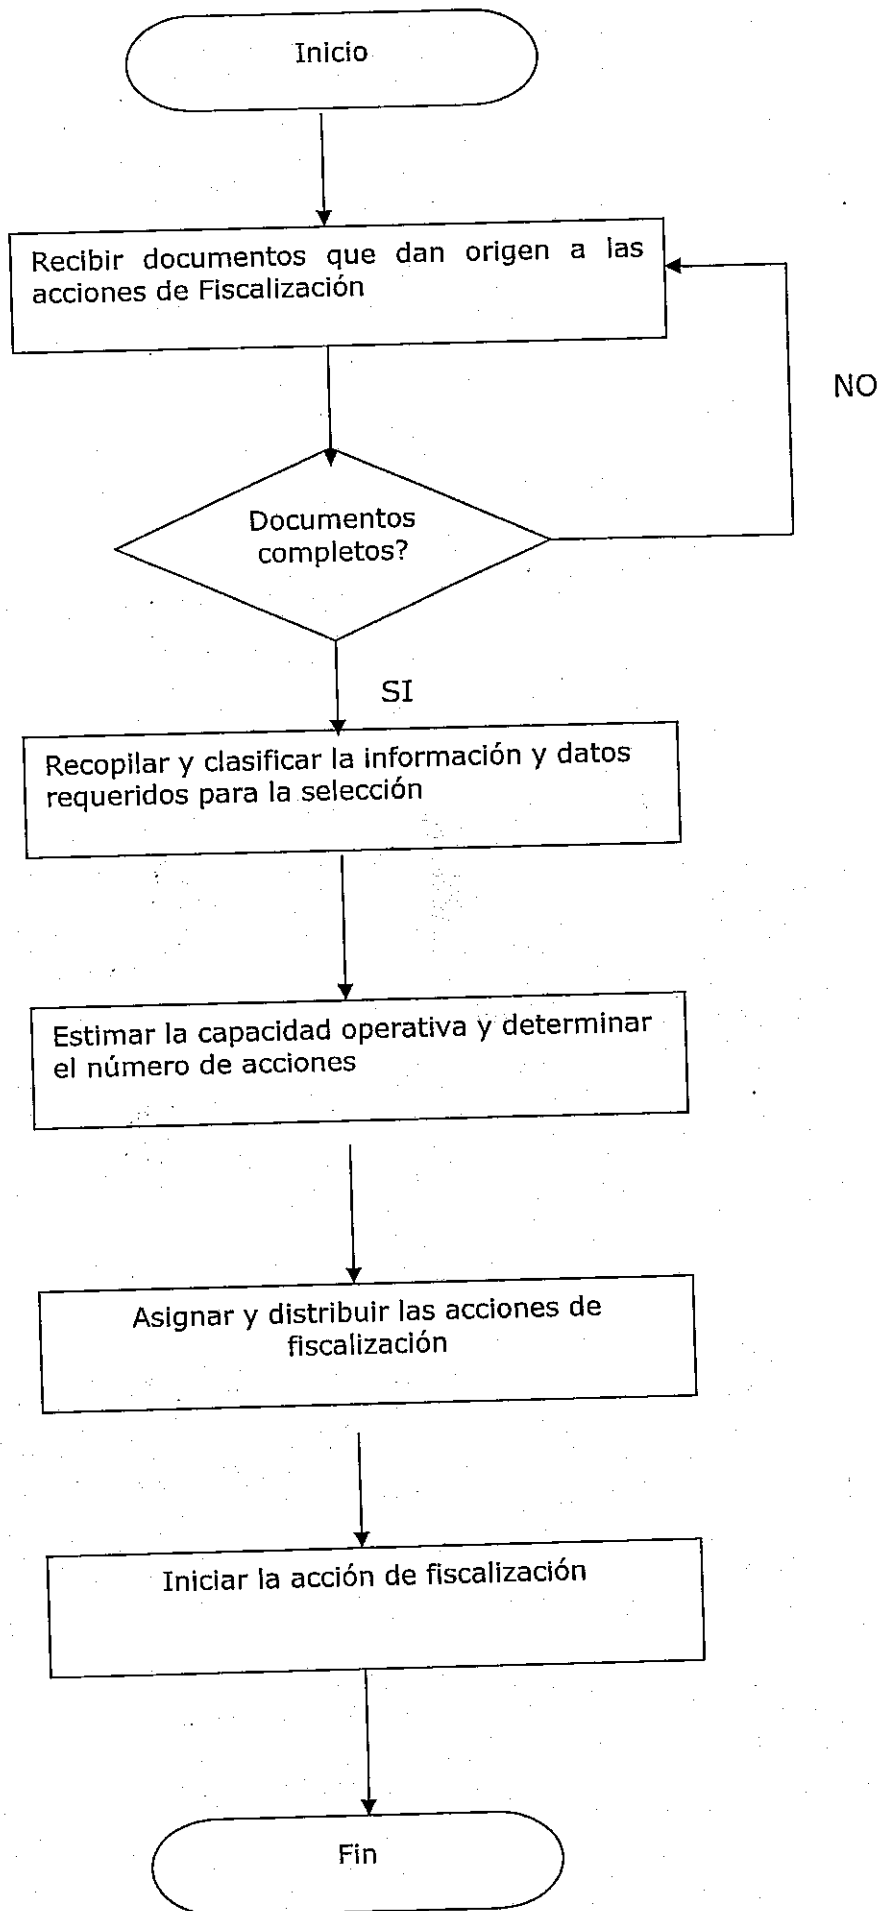 Inicio
Recibir documentos que dan origen a las
acciones de Fiscalización
NO
Documentos
completos?
SI
Recopilar y clasificar la información y datos
requeridos para la selección
Estimar la capacidad operativa y determinar
el número de acciones
Asignar y distribuir las acciones de
fiscalización
Iniciar la acción de fiscalización
Fin